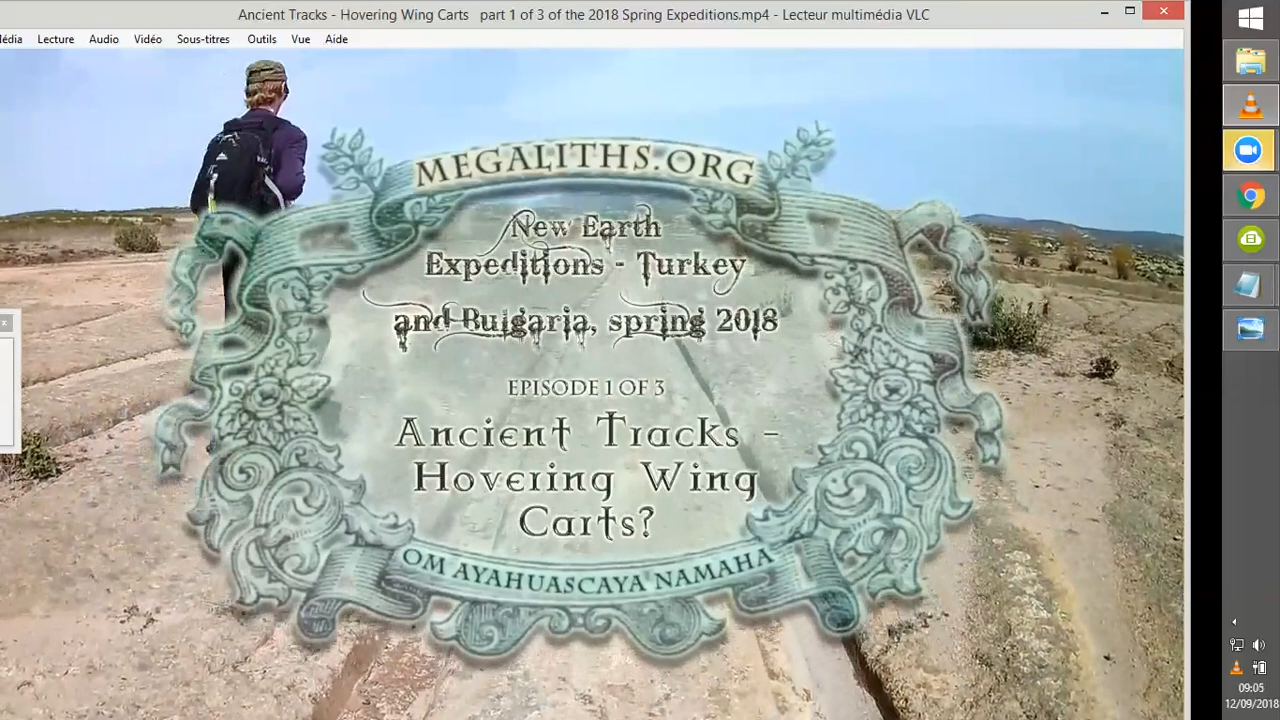 Ancient Tracks - Hovering Wing Carts part 1 of 3 of the 2018 Spring Expeditions.mp4 - Lecteur multimédia VLC
édia Lecture Audio Vidéo Sous-titres Outils Vue Aide
MEGALITHS.ORG
New Earth
Expeditions - Turkey
and Bulgaria, spring 2018
EPISODE 1 OF 3
Ancient Tracks -
Hovering Wing
Carts?
OM AYAHUASCAYA NAMAHA
09:05
12/09/2018